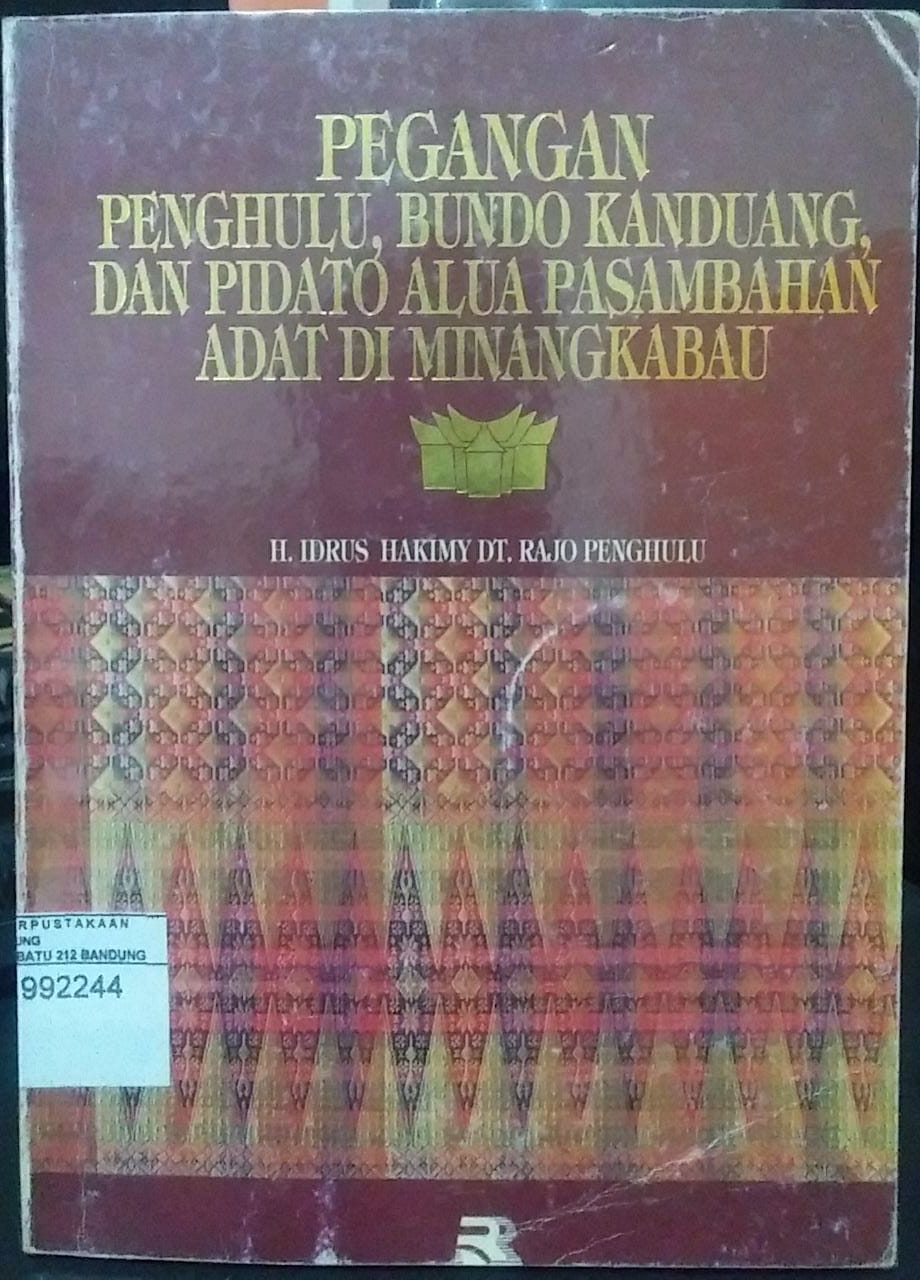 PEGANGAN
PENGHULU, BUNDO KANDUANG,
DAN PIDATO ALUA PASAMBAHAN
ADAT DI MINANGKABAU
H. IDRUS HAKIMY DT. RAJO PENGHULU
RPUSTAKAAN
UNG
BATU 212 BANDUNG
992244